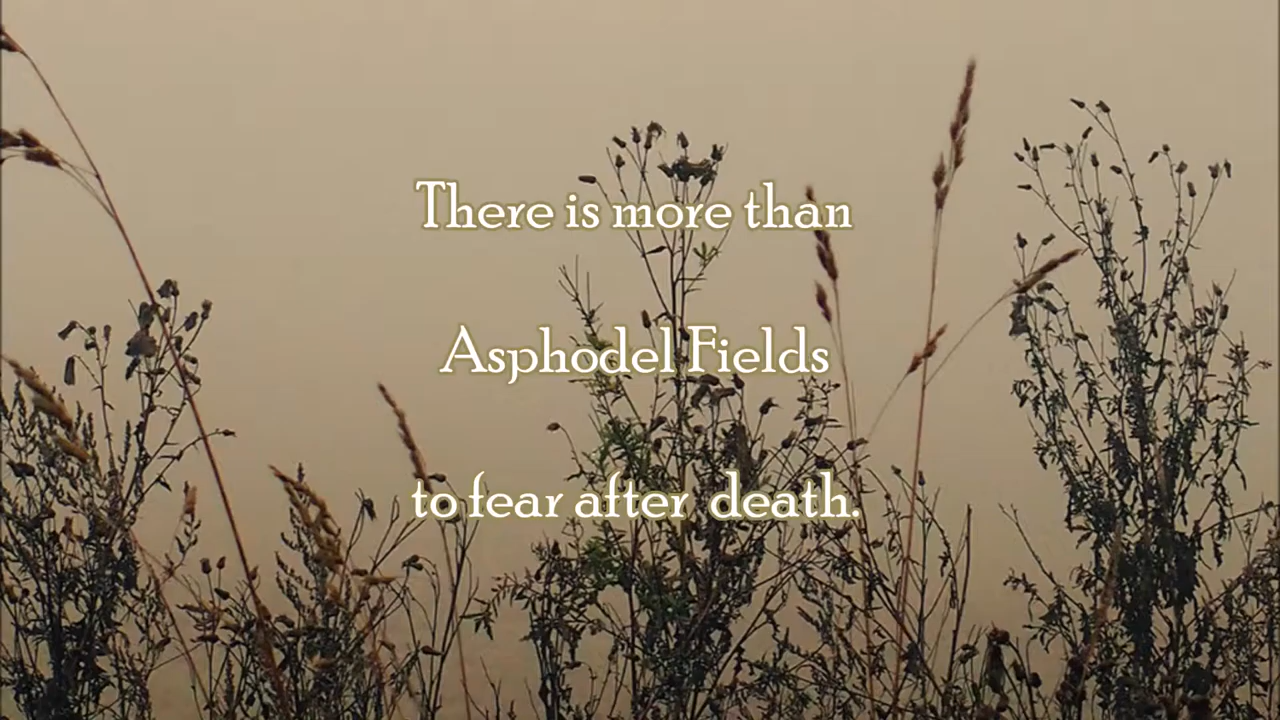 There is more than
Asphodel Fields
to fear after death.